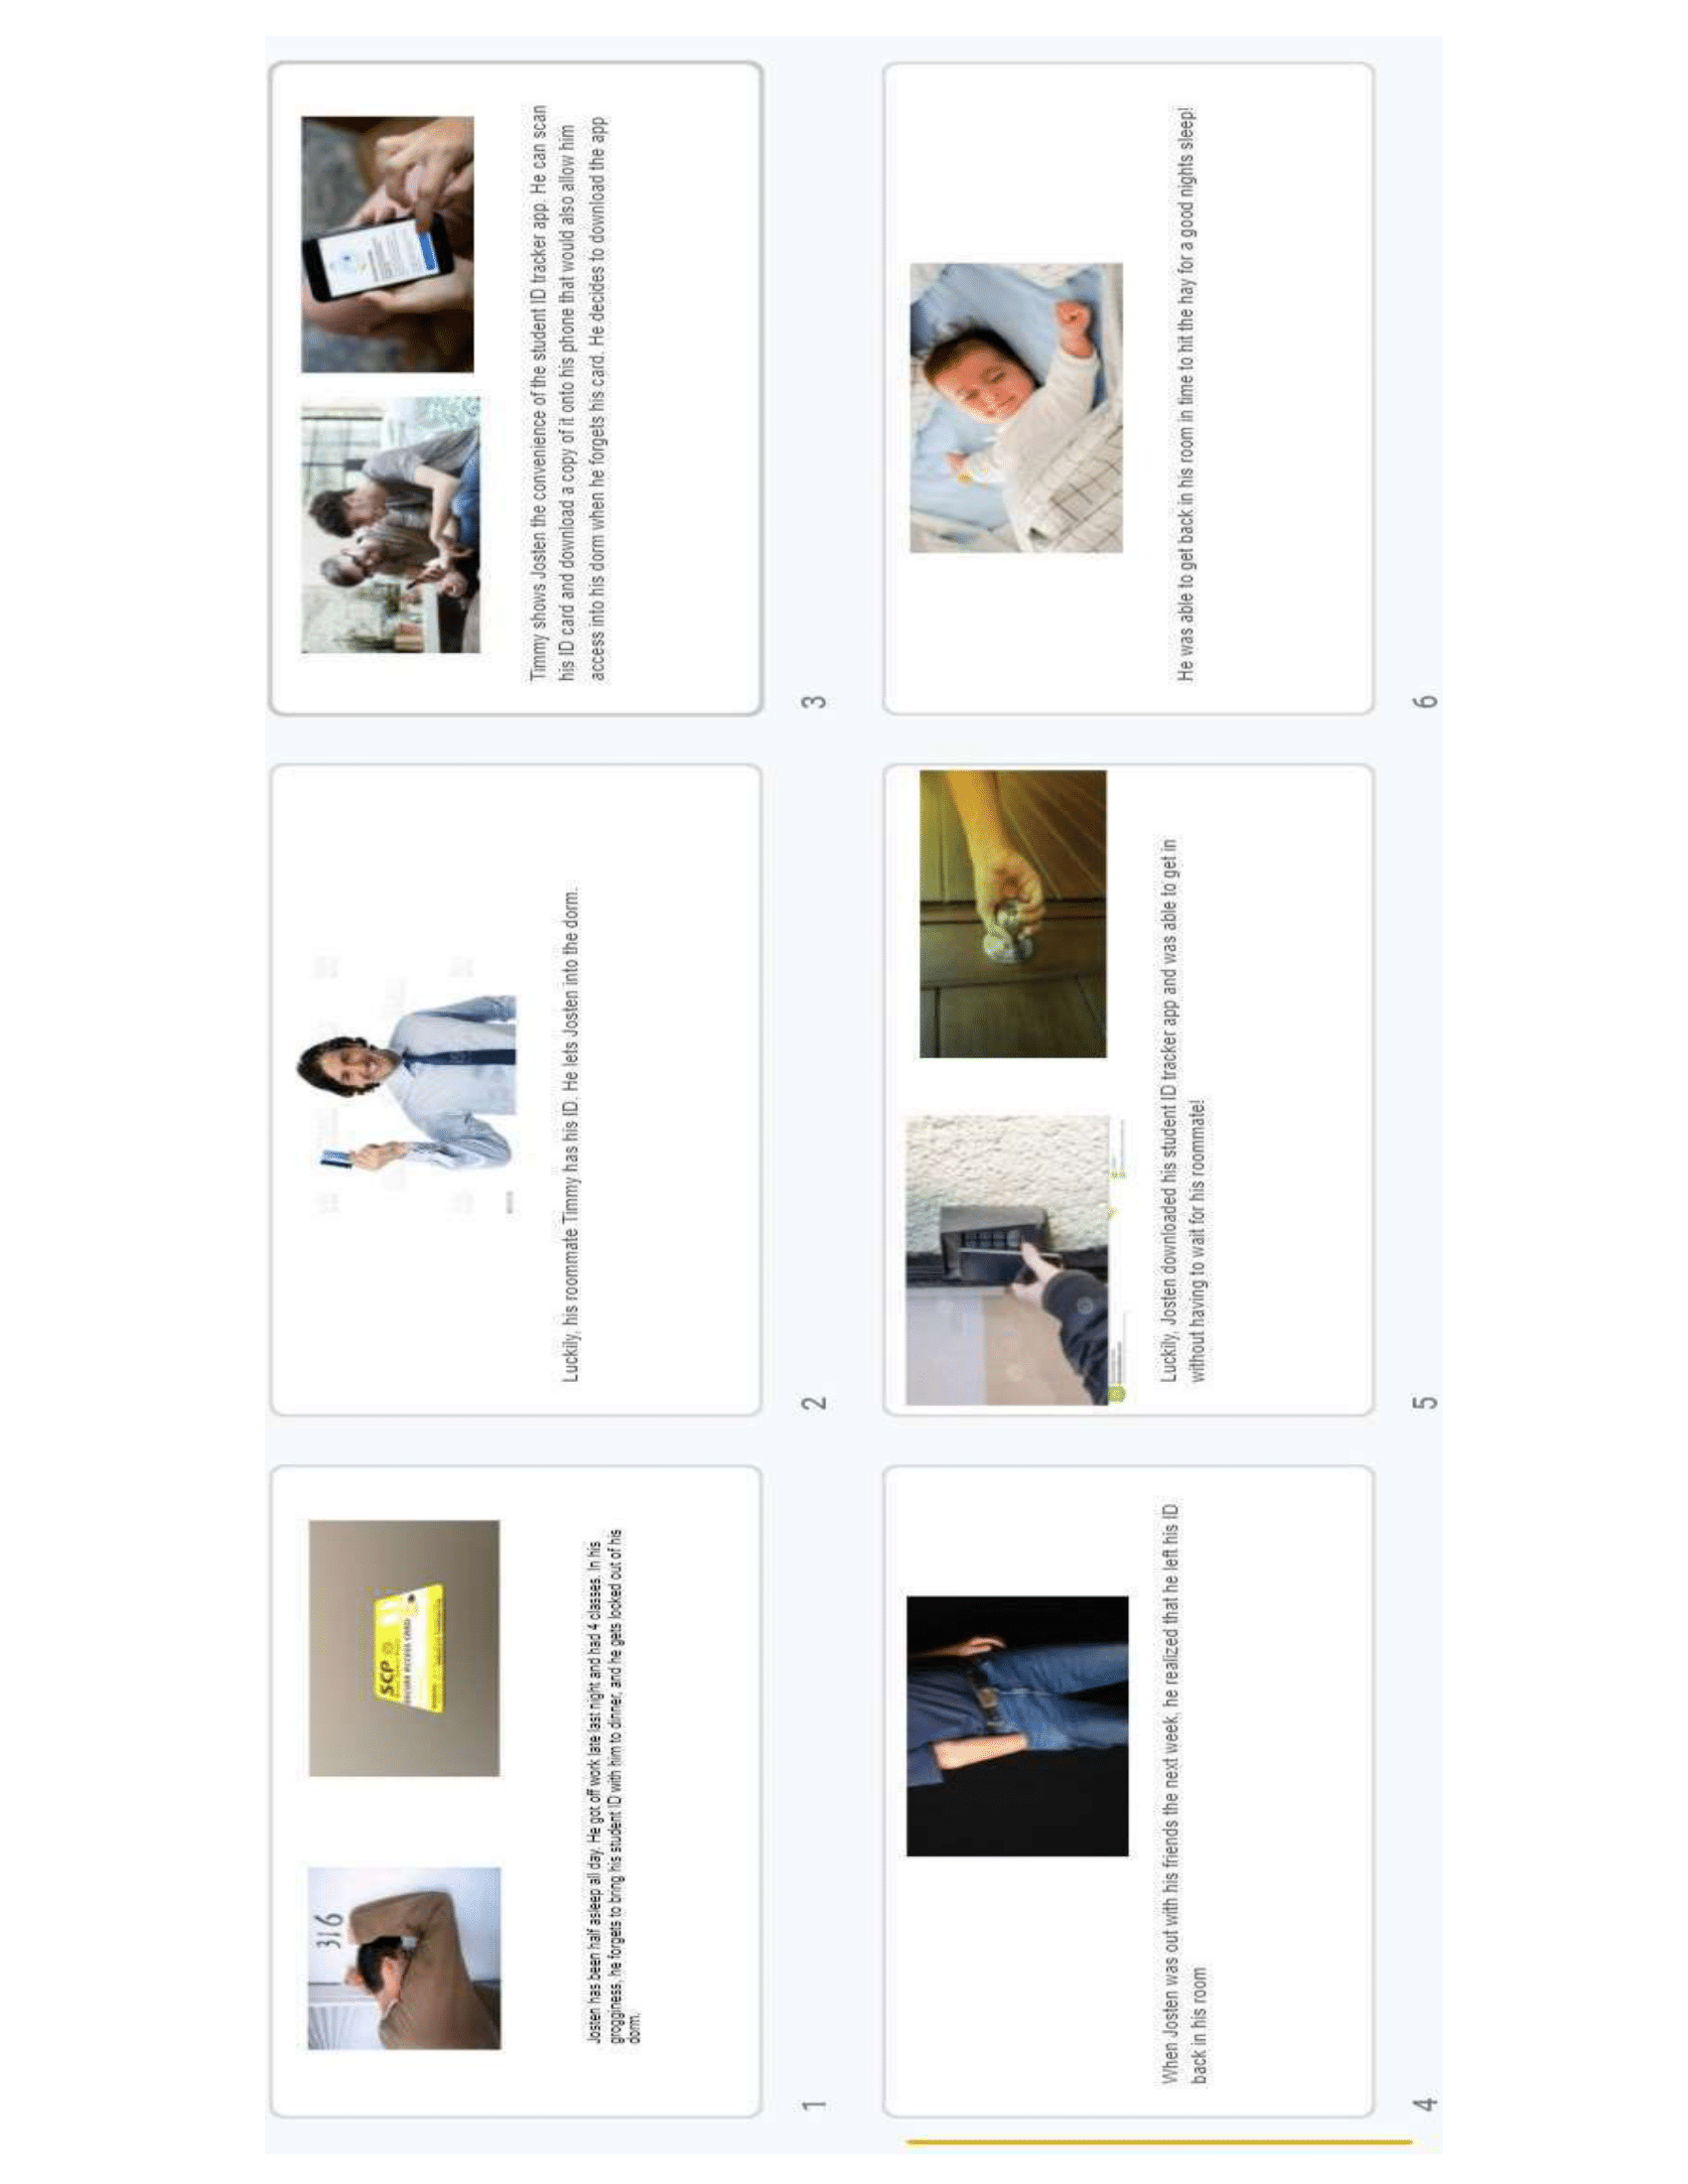 316
SCP
SECURE ACCESS CARD
Josten has been half asleep all day. He got off work late last night and had 4 classes. In his
grogginess, he forgets to bring his student ID with him to dinner, and he gets locked out of his
dorm.
1
Luckily, his roommate Timmy has his ID. He lets Josten into the dorm.
2
Timmy shows Josten the convenience of the student ID tracker app. He can scan
his ID card and download a copy of it onto his phone that would also allow him
access into his dorm when he forgets his card. He decides to download the app
3
When Josten was out with his friends the next week, he realized that he left his ID
back in his room
4
Luckily, Josten downloaded his student ID tracker app and was able to get in
without having to wait for his roommate!
5
He was able to get back in his room in time to hit the hay for a good nights sleep!
6